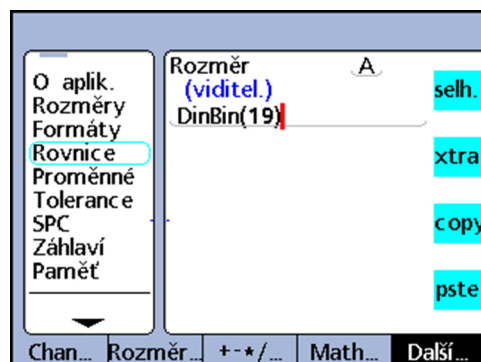 O aplik.
Rozměry
Formáty
Rovnice
Proměnné
Tolerance
SPC
Záhlaví
Paměť
Rozměr A
(viditel.)
DinBin(19)
selh.
xtra
copy
pste
Chan... Rozměr... +-*/... Math... Další...